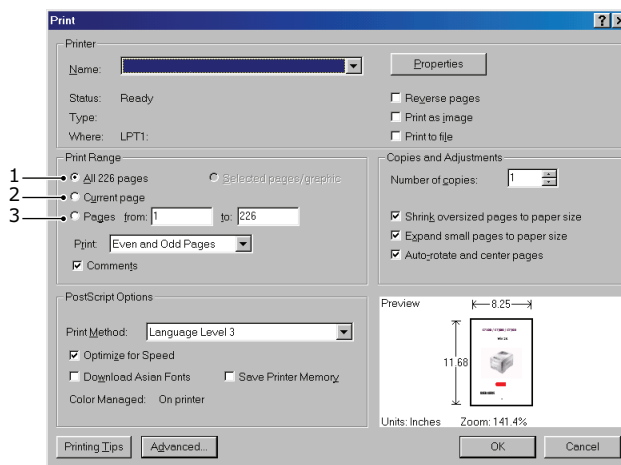 Print
Printer
Name:
Properties
Status: Ready
Reverse pages
Type:
Print as image
Where: LPT1:
Print to file
Print Range
Copies and Adjustments
1 All 226 pages Selected pages/graphic
Number of copies: 1
2 Current page
3 Pages from: 1 to: 226
Shrink oversized pages to paper size
Print: Even and Odd Pages
Expand small pages to paper size
Comments
Auto-rotate and center pages
PostScript Options
Preview 8.25
Print Method: Language Level 3
Optimize for Speed
11.68
Download Asian Fonts Save Printer Memory
Color Managed: On printer
Units: Inches Zoom: 141.4%
Printing Tips Advanced... OK Cancel